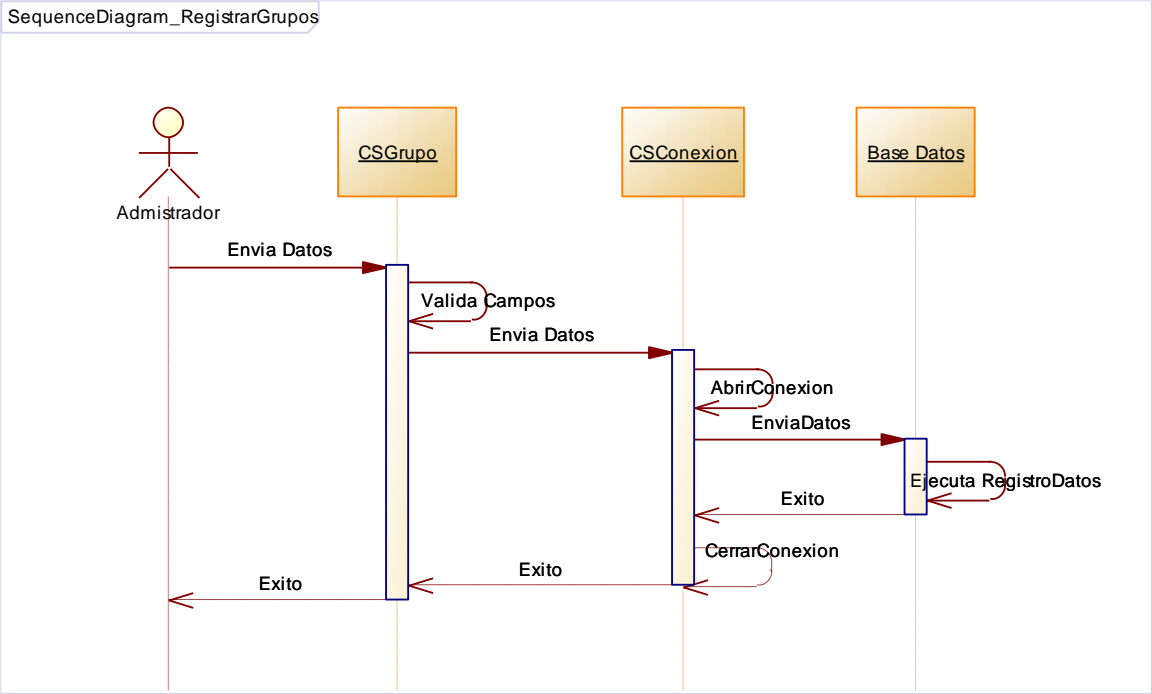 SequenceDiagram_RegistrarGrupos
CSGrupo
CSConexion
Base Datos
Admistrador
Envia Datos
Valida Campos
Envia Datos
AbrirConexion
EnviaDatos
Ejecuta RegistroDatos
Exito
CerrarConexion
Exito
Exito